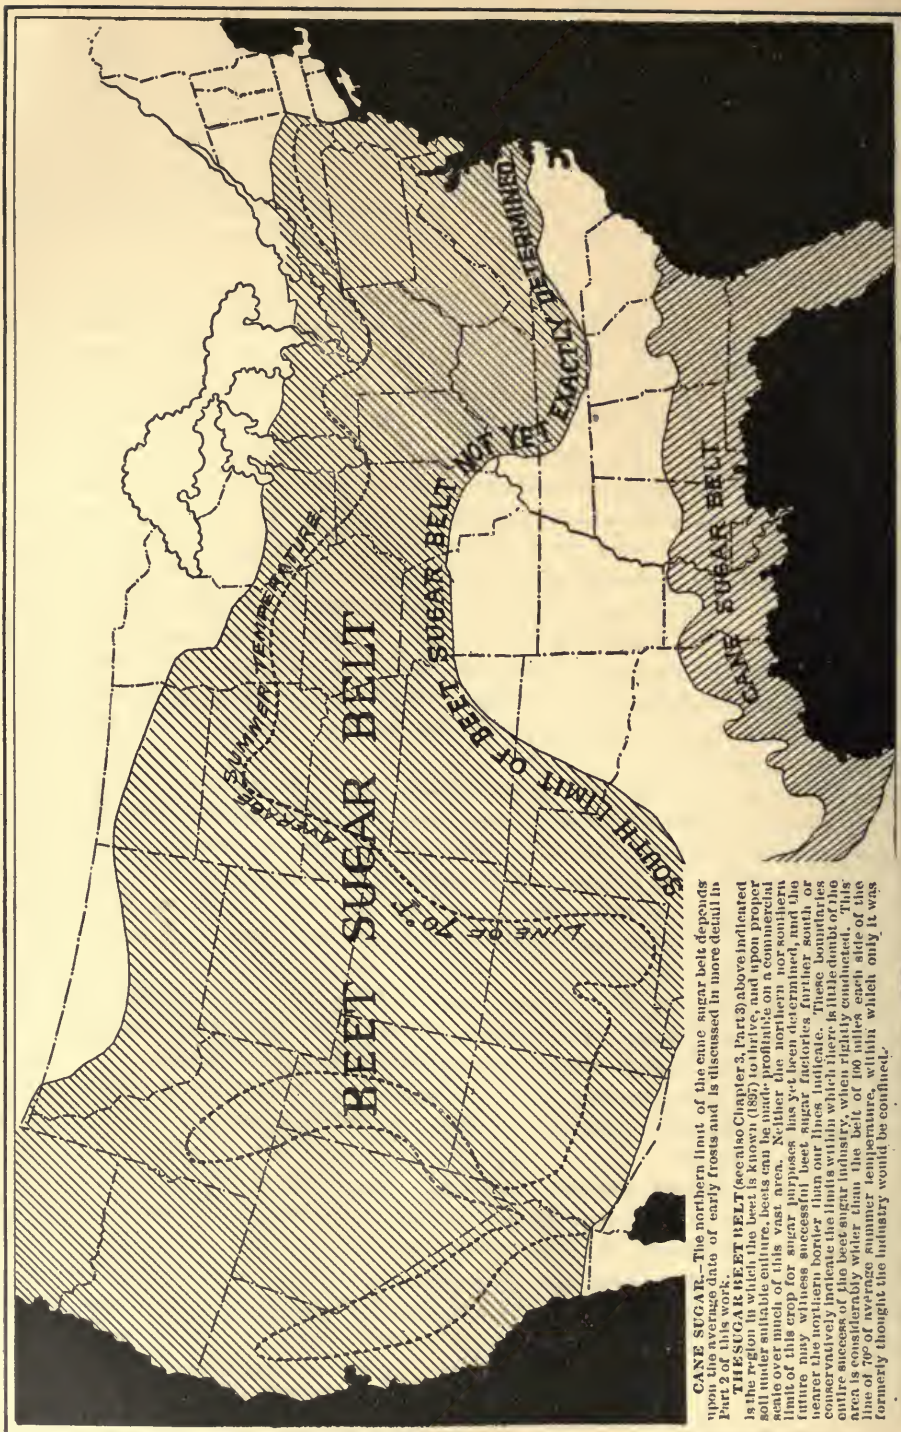 AVERAGE SUMMER TEMPERATURE
LINE OF 70° F.
BEET SUGAR BELT
SOUTH LIMIT OF BEET SUGAR BELT NOT YET EXACTLY DETERMINED
CANE SUGAR BELT
CANE SUGAR.—The northern limit of the cane sugar belt depends
upon the average date of early frosts and is discussed in more detail in
Part 2 of this work.
THE SUGAR BEET BELT (see also Chapter 3, Part 3) above indicated
is the region in which the beet is known (1897) to thrive, and upon proper
soil under suitable culture, beets can be made profitable on a commercial
scale over much of this vast area. Neither the northern nor southern
limit of this crop for sugar purposes has yet been determined, and the
future may witness successful beet sugar factories further south or
nearer the northern border than our lines indicate. These boundaries
conservatively indicate the limits within which there is little doubt of the
entire success of the beet sugar industry, when rightly conducted. This
area is considerably wider than the belt of 100 miles each side of the
line of 70° of average summer temperature, within which only it was
formerly thought the industry would be confined.